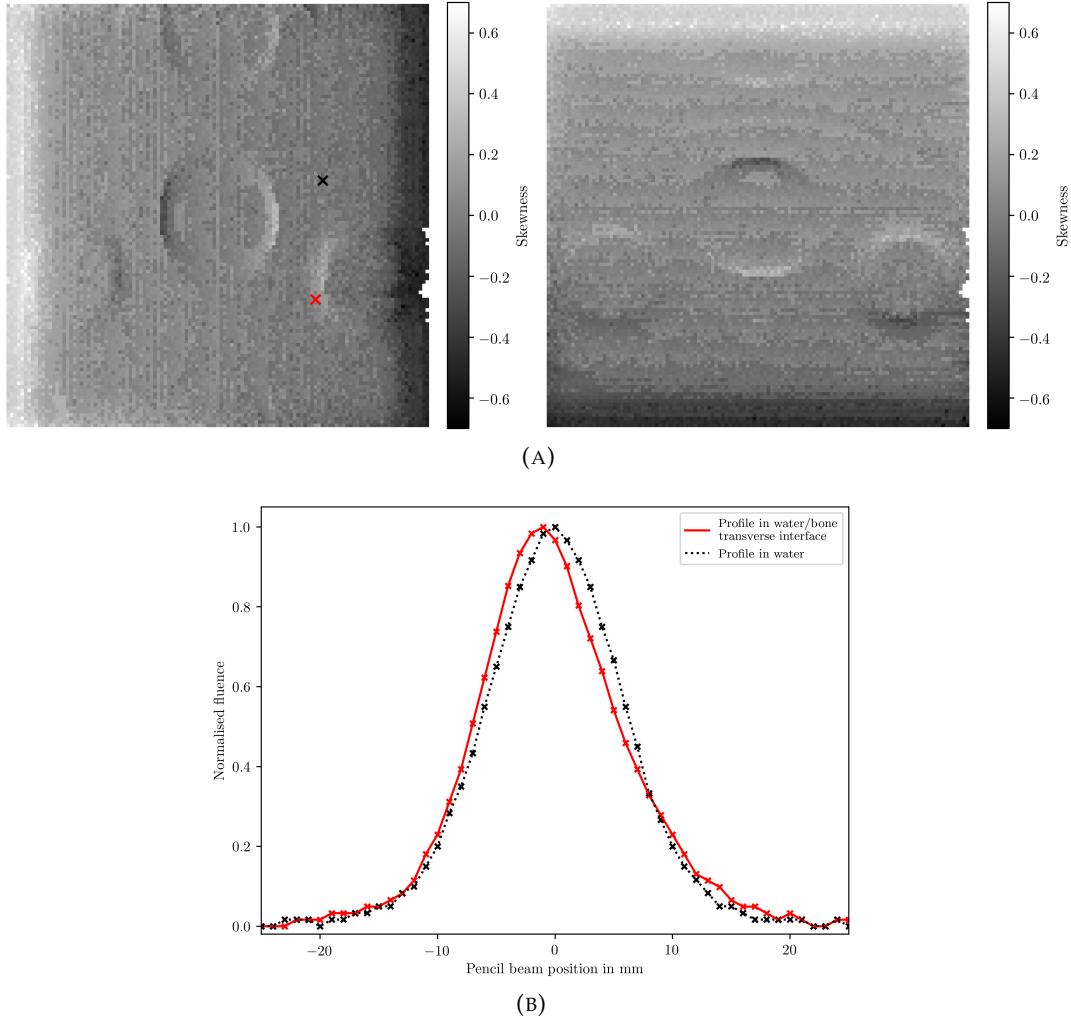 0.6
0.4
0.2
0.0
−0.2
−0.4
−0.6
Skewness
0.6
0.4
0.2
0.0
−0.2
−0.4
−0.6
Skewness
(A)
1.0
0.8
0.6
0.4
0.2
0.0
Normalised fluence
Profile in water/bone
transverse interface
Profile in water
−20
−10
0
10
20
Pencil beam position in mm
(B)